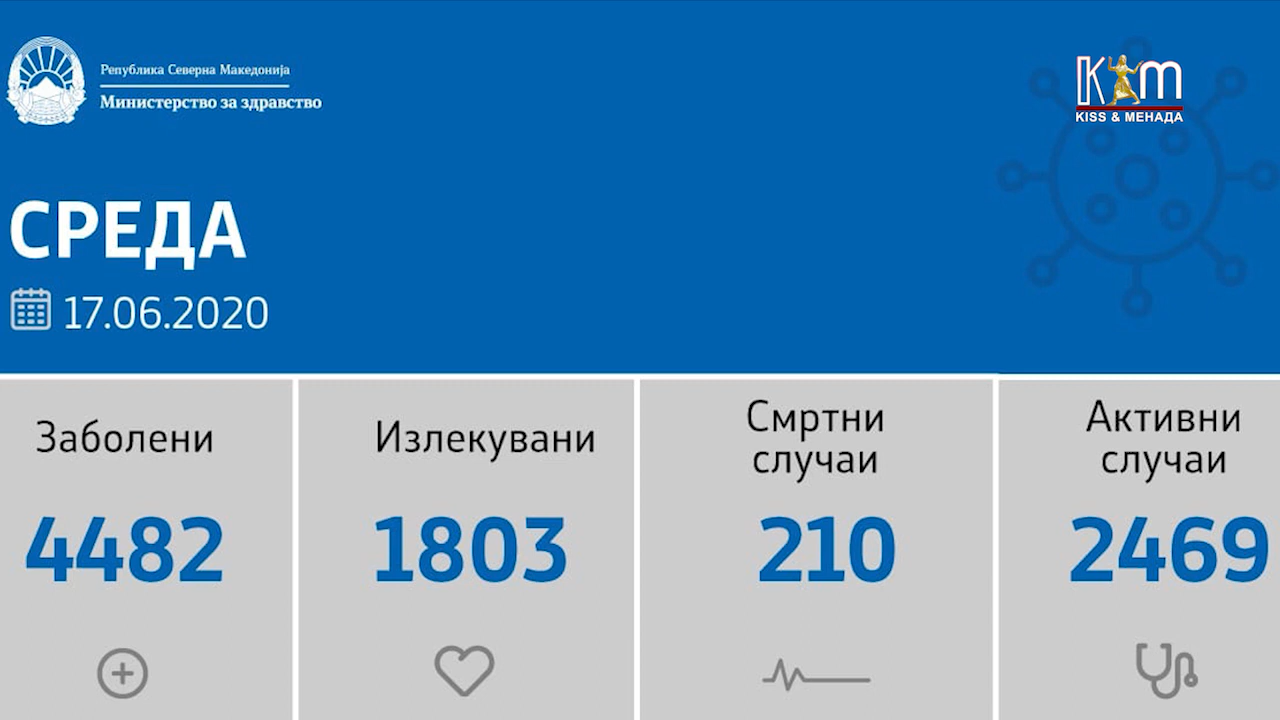 Република Северна Македонија
Министерство за здравство
KM
KISS & МЕНАДА
СРЕДА
17.06.2020
Заболени
4482
Излекувани
1803
Смртни
случаи
210
Активни
случаи
2469